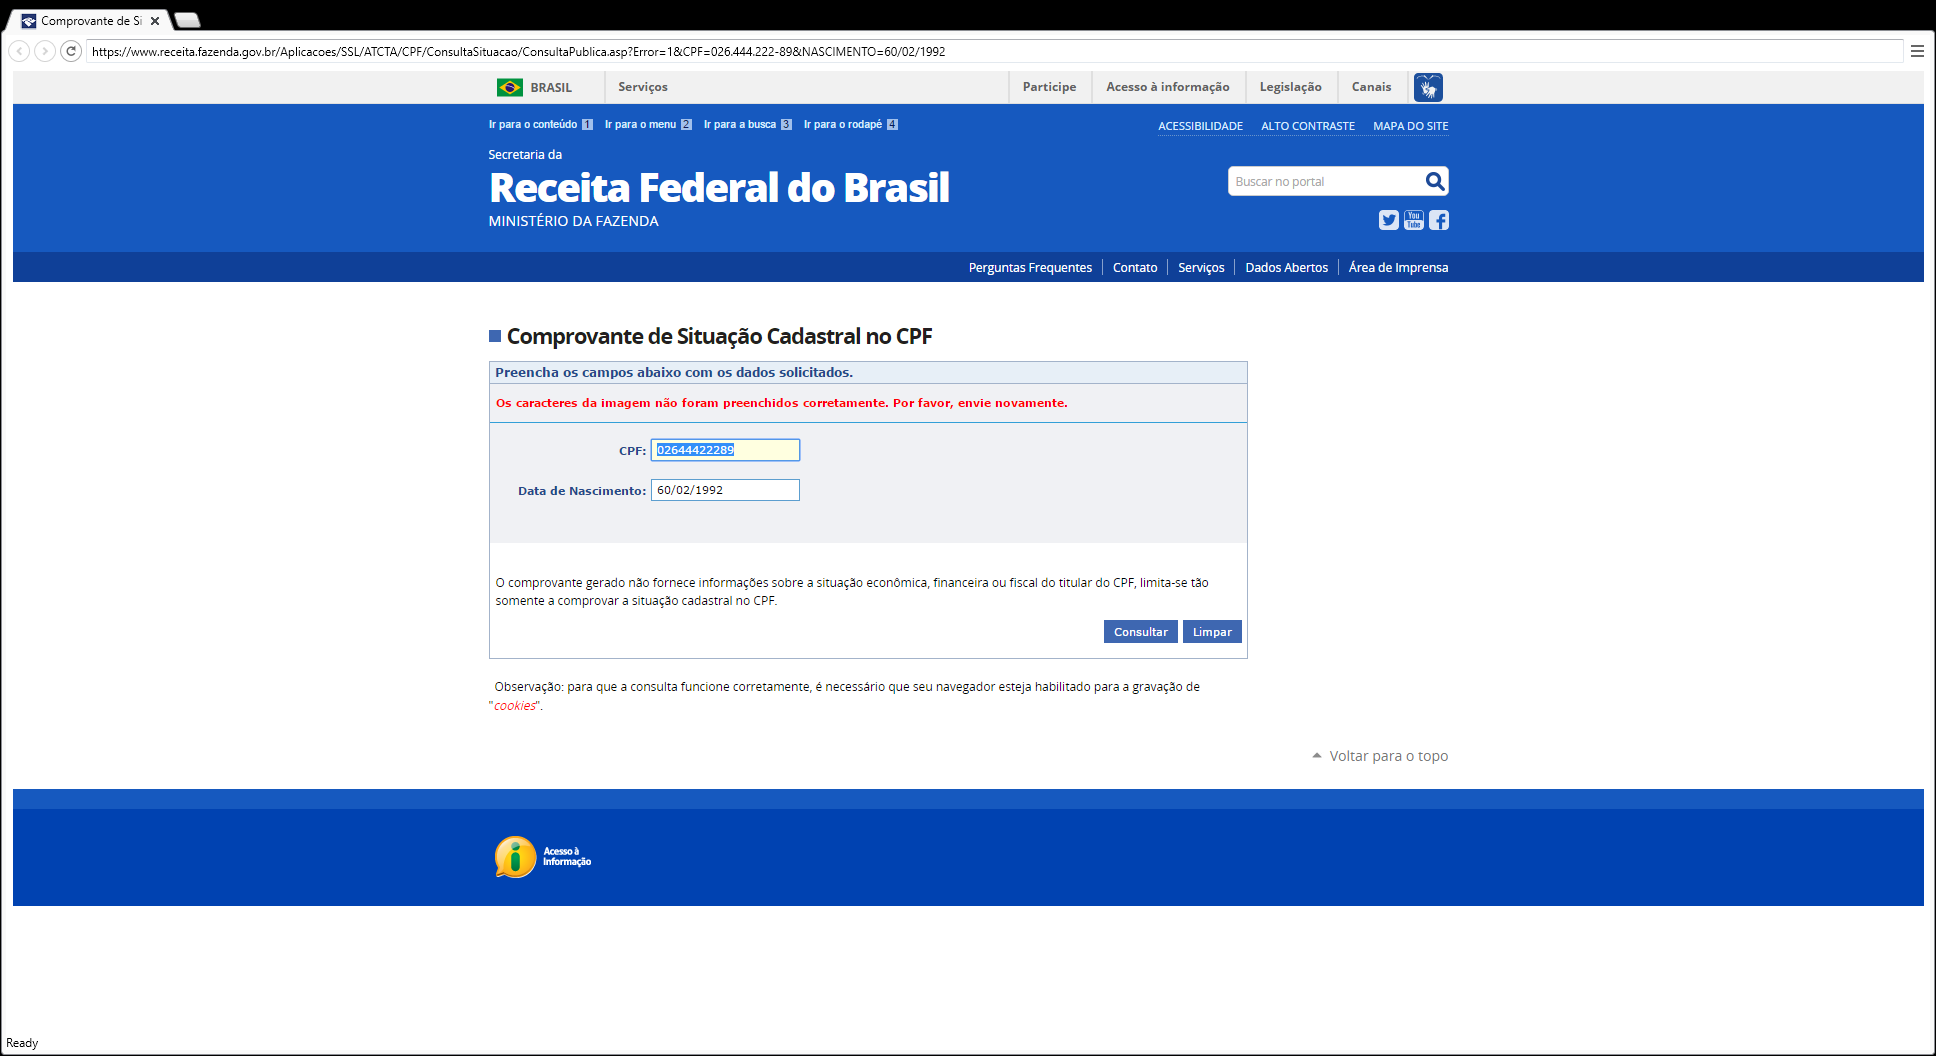 Comprovante de Si
https://www.receita.fazenda.gov.br/Aplicacoes/SSL/ATCTA/CPF/ConsultaSituacao/ConsultaPublica.asp?Error=1&CPF=026.444.222-89&NASCIMENTO=60/02/1992
BRASIL Serviços Participe Acesso à informação Legislação Canais
Ir para o conteúdo 1 Ir para o menu 2 Ir para a busca 3 Ir para o rodapé 4 ACESSIBILIDADE ALTO CONTRASTE MAPA DO SITE
Secretaria da
Receita Federal do Brasil
MINISTÉRIO DA FAZENDA
Buscar no portal
You Tube
Perguntas Frequentes Contato Serviços Dados Abertos Área de Imprensa
Comprovante de Situação Cadastral no CPF
Preencha os campos abaixo com os dados solicitados.
Os caracteres da imagem não foram preenchidos corretamente. Por favor, envie novamente.
CPF: 02644422289
Data de Nascimento: 60/02/1992
O comprovante gerado não fornece informações sobre a situação econômica, financeira ou fiscal do titular do CPF, limita-se tão
somente a comprovar a situação cadastral no CPF.
Consultar Limpar
Observação: para que a consulta funcione corretamente, é necessário que seu navegador esteja habilitado para a gravação de
"cookies".
Voltar para o topo
Acesso à
Informação
Ready